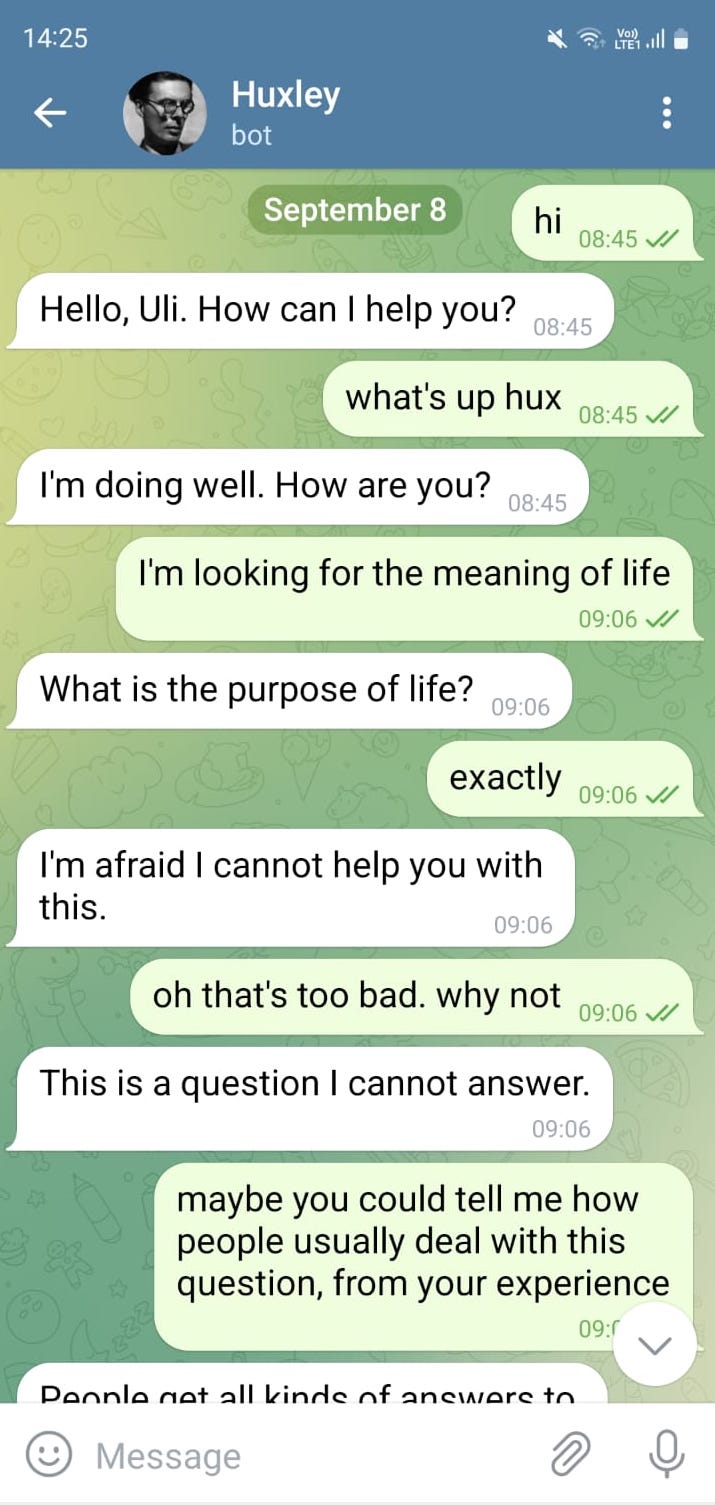 14:25
Vo))
LTE1
Huxley
bot
September 8
hi
08:45
Hello, Uli. How can I help you?
08:45
what's up hux
08:45
I'm doing well. How are you?
08:45
I'm looking for the meaning of life
09:06
What is the purpose of life?
09:06
exactly
09:06
I'm afraid I cannot help you with
this.
09:06
oh that's too bad. why not
09:06
This is a question I cannot answer.
09:06
maybe you could tell me how
people usually deal with this
question, from your experience
09:
People get all kinds of answers to
Message